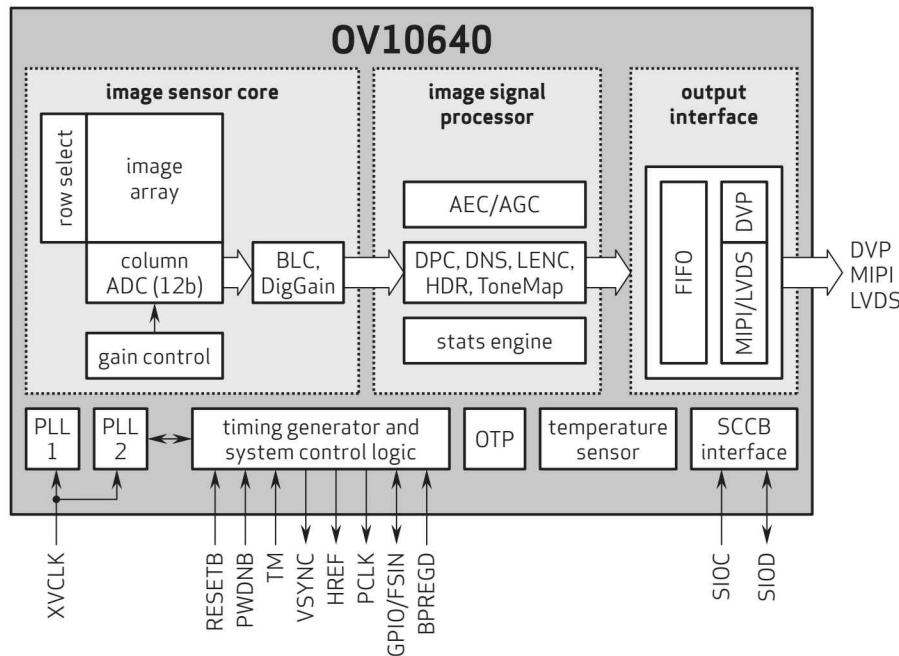 OV10640
image sensor core
row select
image
array
column
ADC (12b)
gain control
BLC,
DigGain
image signal
processor
AEC/AGC
DPC, DNS, LENC,
HDR, ToneMap
stats engine
output
interface
FIFO
DVP
MIPI/LVDS
DVP
MIPI
LVDS
PLL
1
PLL
2
timing generator and
system control logic
OTP
temperature
sensor
SCCB
interface
XVCLK
RESETB
PWDNB
TM
VSYNC
HREF
PCLK
GPIO/FSIN
BPREGD
SIOC
SIOD